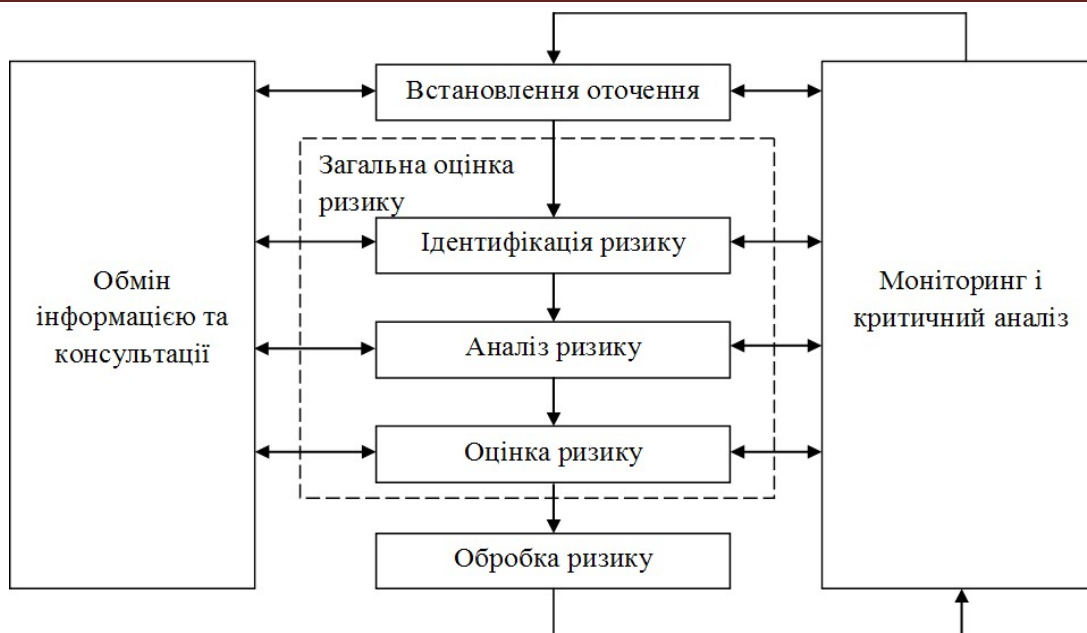 Встановлення оточення
Загальна оцінка
ризику
Ідентифікація ризику
Обмін
інформацією та
консультації
Моніторинг і
критичний аналіз
Аналіз ризику
Оцінка ризику
Обробка ризику